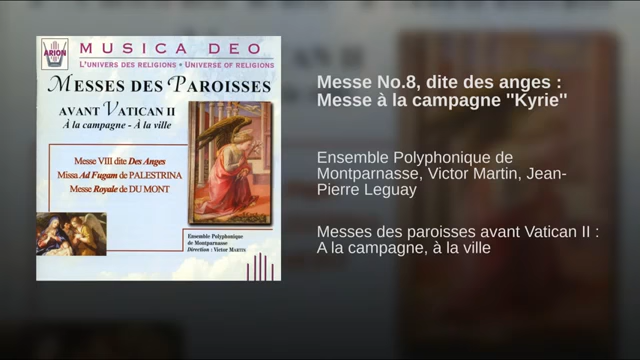 ARION
MUSICA DEO
L'UNIVERS DES RELIGIONS • UNIVERSE OF RELIGIONS
MESSES DES PAROISSES
AVANT VATICAN II
À la campagne - À la ville
Messe VIII dite Des Anges
Missa Ad Fugam de PALESTRINA
Messe Royale de DU MONT
Ensemble Polyphonique
de Montparnasse
Direction : Victor MARTIN
Messe No.8, dite des anges :
Messe à la campagne "Kyrie"
Ensemble Polyphonique de
Montparnasse, Victor Martin, Jean-
Pierre Leguay
Messes des paroisses avant Vatican II :
A la campagne, à la ville